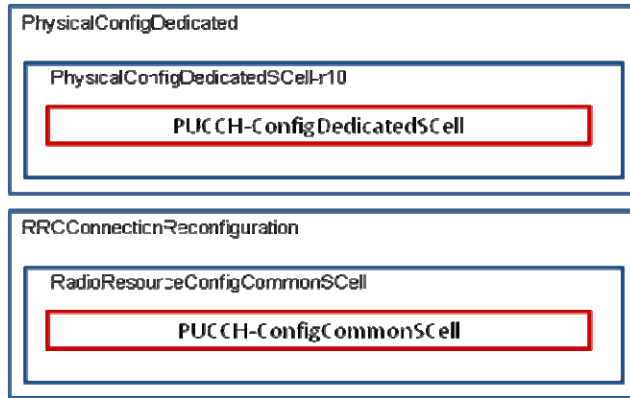 PhysicalConfigDedicated
PhysicalConfigDedicatedSCell-r10
PUCCH-ConfigDedicatedSCell
RRCConnectionReconfiguration
RadioResourceConfigCommonSCell
PUCCH-ConfigCommonSCell